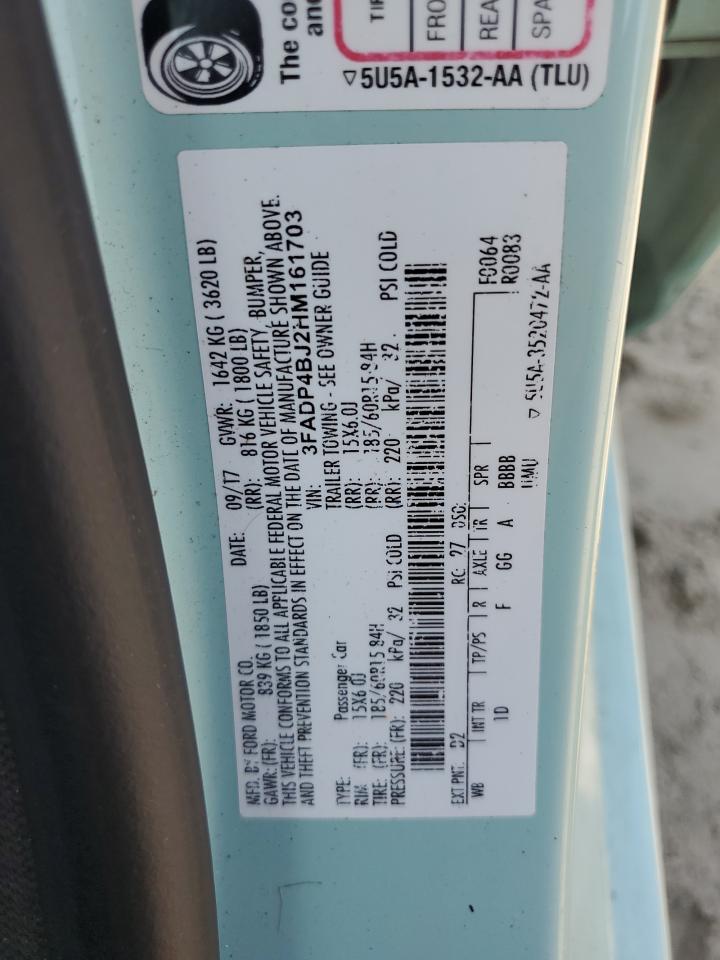 The co
and
TIR
FRO
REA
SPA
5U5A-1532-AA (TLU)
MFD. BY FORD MOTOR CO.
DATE: 09/17 GVWR: 1642 KG ( 3620 LB)
GAWR: (FR): 839 KG ( 1850 LB) (RR): 816 KG ( 1800 LB)
THIS VEHICLE CONFORMS TO ALL APPLICABLE FEDERAL MOTOR VEHICLE SAFETY, BUMPER,
AND THEFT PREVENTION STANDARDS IN EFFECT ON THE DATE OF MANUFACTURE SHOWN ABOVE.
VIN: 3FADP4BJ2HM161703
TYPE: Passenger Car TRAILER TOWING - SEE OWNER GUIDE
RIM: (FR): 15X6.0J (RR): 15X6.0J
TIRE: (FR): 185/60R15 84H (RR): 185/60R15 84H
PRESSURE: (FR): 220 kPa/ 32 PSI COLD (RR): 220 kPa/ 32 PSI COLD
EXT PNT: D2 RC: 27 DSO:
WB INT TR TP/PS R AXLE TR SPR F0064
1D F GG A BBBB R0083
UMU
5U5A-3520472-AA